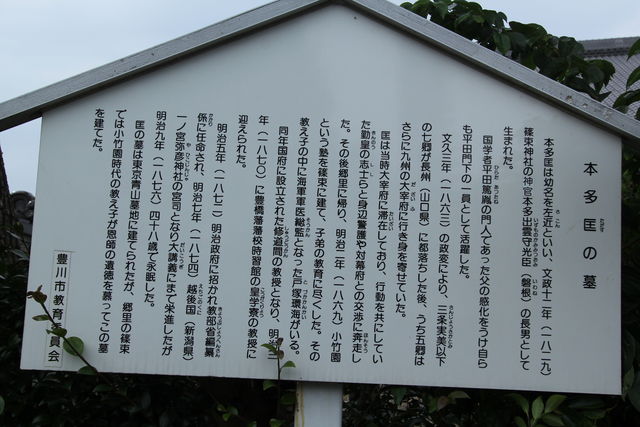 本多匡の墓
本多匡は幼名を左近といい、文政十二年(一八二九)
篠束神社の神官本多出雲守光臣(磐根)の長男として
生まれた。
国学者平田篤胤の門人であった父の感化をうけ自ら
も平田門下の一員として活躍した。
文久三年(一八六三)の政変により、三条実美以下
の七卿が長州(山口県)に都落ちした後、うち五卿は
さらに九州の大宰府に行き身を寄せていた。
匡は当時大宰府に滞在しており、行動を共にしてい
た勤皇の志士らと身辺警護や対幕府との交渉に奔走し
た。その後郷里に帰り、明治二年(一八六九)小竹園
という塾を篠束に建て、子弟の教育に尽くした。その
教え子の中に海軍軍医総監となった戸塚環海がいる。
同年国府に設立された修道間の教授となり、明治三
年(一八七〇)に豊橋藩藩校時習館の皇学寮の教授に
迎えられた。
明治五年(一八七二)明治政府に招かれ教部省編纂
係に任命され、明治七年(一八七四)越後国(新潟県)
一ノ宮弥彦神社の宮司となり大講義にまで栄進したが
明治九年(一八七六)四十八歳で永眠した。
匡の墓は東京青山墓地に建てられたが、郷里の篠束
では小竹園時代の教え子が恩師の遺徳を慕ってこの墓
を建てた。
豊川市教育委員会